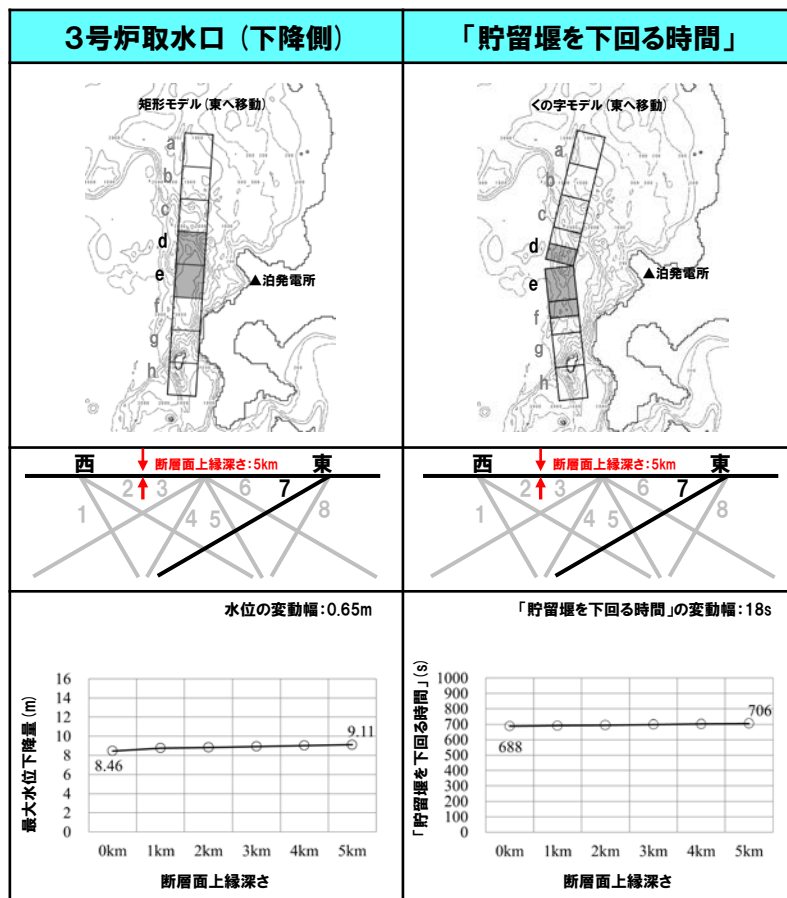 3号炉取水口(下降側)
矩形モデル(東へ移動)
a
b
c
d
e
f
g
h
▲泊発電所
西
東
断層面上縁深さ:5km
1
2
3
4
5
6
7
8
水位の変動幅:0.65m
最大水位下降量(m)
16
14
12
10
8
6
4
2
0
8.46
9.11
0km 1km 2km 3km 4km 5km
断層面上縁深さ
「貯留堰を下回る時間」
くの字モデル(東へ移動)
a
b
c
d
e
f
g
h
▲泊発電所
西
東
断層面上縁深さ:5km
1
2
3
4
5
6
7
8
「貯留堰を下回る時間」の変動幅:18s
「貯留堰を下回る時間」(s)
1000
900
800
700
600
500
400
300
200
100
0
688
706
0km 1km 2km 3km 4km 5km
断層面上縁深さ